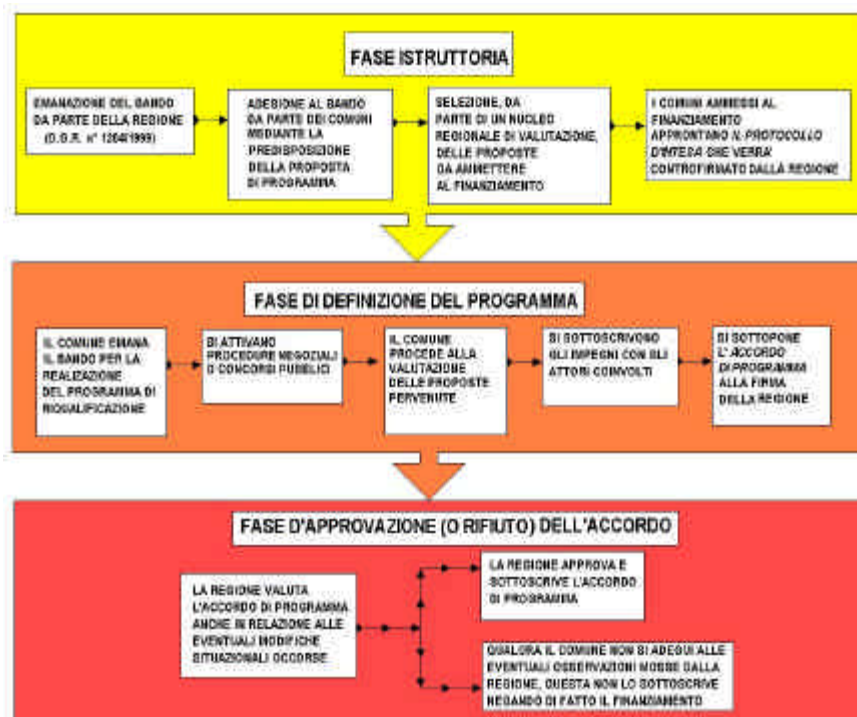 FASE ISTRUTTORIA
EMANAZIONE DEL BANDO
DA PARTE DELLA REGIONE
(D.G.R. n° 1284/1999)
ADESIONE AL BANDO
DA PARTE DEI COMUNI
MEDIANTE LA
PREDISPOSIZIONE
DELLA PROPOSTA
DI PROGRAMMA
SELEZIONE, DA
PARTE DI UN NUCLEO
REGIONALE DI VALUTAZIONE,
DELLE PROPOSTE
DA AMMETTERE
AL FINANZIAMENTO
I COMUNI AMMESSI AL
FINANZIAMENTO
APPRONTANO IL PROTOCOLLO
D'INTESA CHE VERRA'
CONTROFIRMATO DALLA REGIONE
FASE DI DEFINIZIONE DEL PROGRAMMA
IL COMUNE EMANA
IL BANDO PER LA
REALIZZAZIONE
DEL PROGRAMMA DI
RIQUALIFICAZIONE
SI ATTIVANO
PROCEDURE NEGOZIALI
O CONCORSI PUBBLICI
IL COMUNE
PROCEDE ALLA
VALUTAZIONE
DELLE PROPOSTE
PERVENUTE
SI SOTTOSCRIVONO
GLI IMPEGNI CON GLI
ATTORI COINVOLTI
SI SOTTOPONE
L'ACCORDO
DI PROGRAMMA
ALLA FIRMA
DELLA REGIONE
FASE D'APPROVAZIONE (O RIFIUTO) DELL'ACCORDO
LA REGIONE VALUTA
L'ACCORDO DI PROGRAMMA
ANCHE IN RELAZIONE ALLE
EVENTUALI MODIFICHE
SITUAZIONALI OCCORSE
LA REGIONE APPROVA E
SOTTOSCRIVE L'ACCORDO
DI PROGRAMMA
QUALORA IL COMUNE NON SI ADEGUI ALLE
EVENTUALI OSSERVAZIONI MOSSE DALLA
REGIONE, QUESTA NON LO SOTTOSCRIVE
NEGANDO DI FATTO IL FINANZIAMENTO